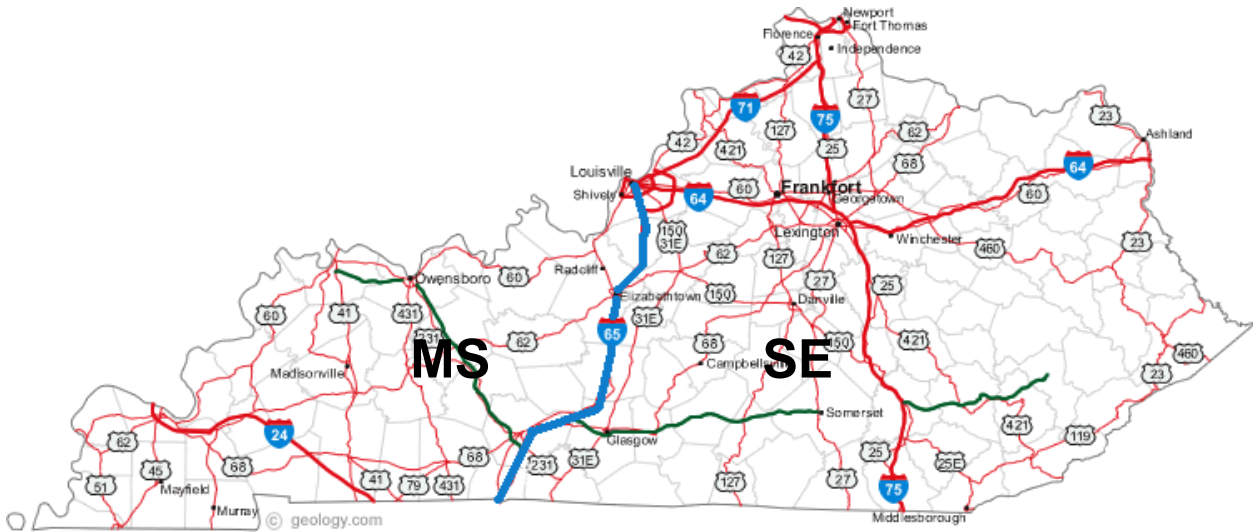 Newport
Fort Thomas
Florence
Independence
42
71
27
75
127
62
23
Ashland
42
421
25
68
64
Louisville
Shively
64
60
Frankfort
Georgetown
60
Lexington
Winchester
150
31E
62
127
460
23
Radcliff
60
Owensboro
Elizabethtown
150
27
Danville
25
60
41
431
231
62
65
31E
68
150
421
460
MS
SE
Madisonville
Campbellsvi
23
Somerset
Glasgow
421
119
24
62
45
68
68
231
31E
25
25E
51
Mayfield
41
79
431
127
27
75
Murray
Middlesborough
© geology.com